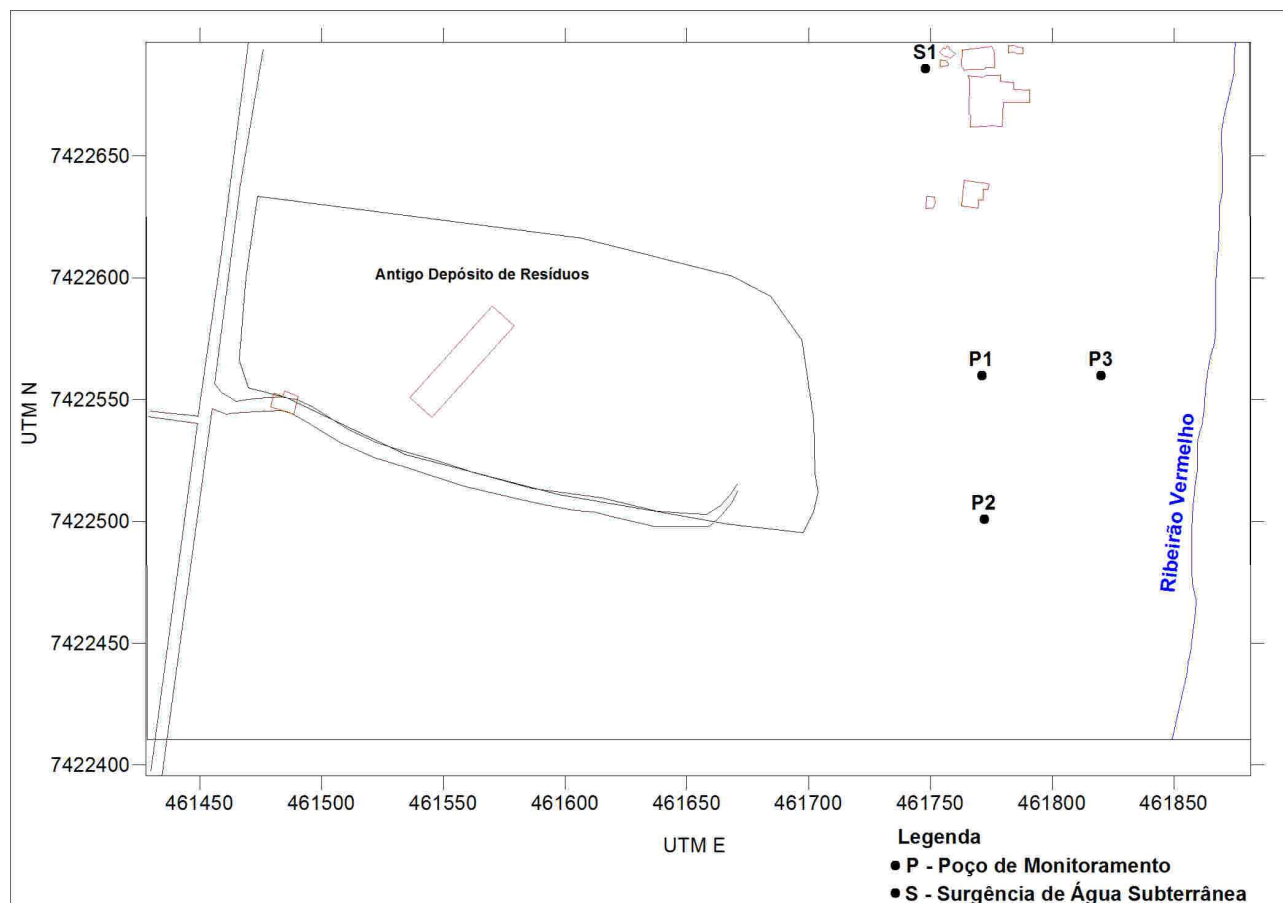 S1
7422650
7422600
Antigo Depósito de Resíduos
7422550
P1
P3
UTM N
Ribeirão Vermelho
7422500
P2
7422450
7422400
461450
461500
461550
461600
461650
461700
461750
461800
461850
UTM E
Legenda
P - Poço de Monitoramento
S - Surgência de Água Subterrânea